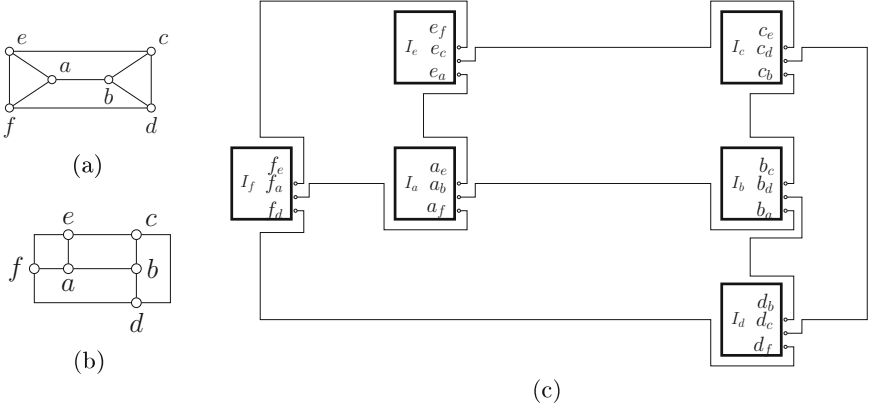 e c
a
b
f d
(a)
e c
f a b
d
(b)
e_f
I_e e_c
e_a
c_e
I_c c_d
c_b
f_e
I_f f_a
f_d
a_e
I_a a_b
a_f
b_c
I_b b_d
b_a
d_b
I_d d_c
d_f
(c)